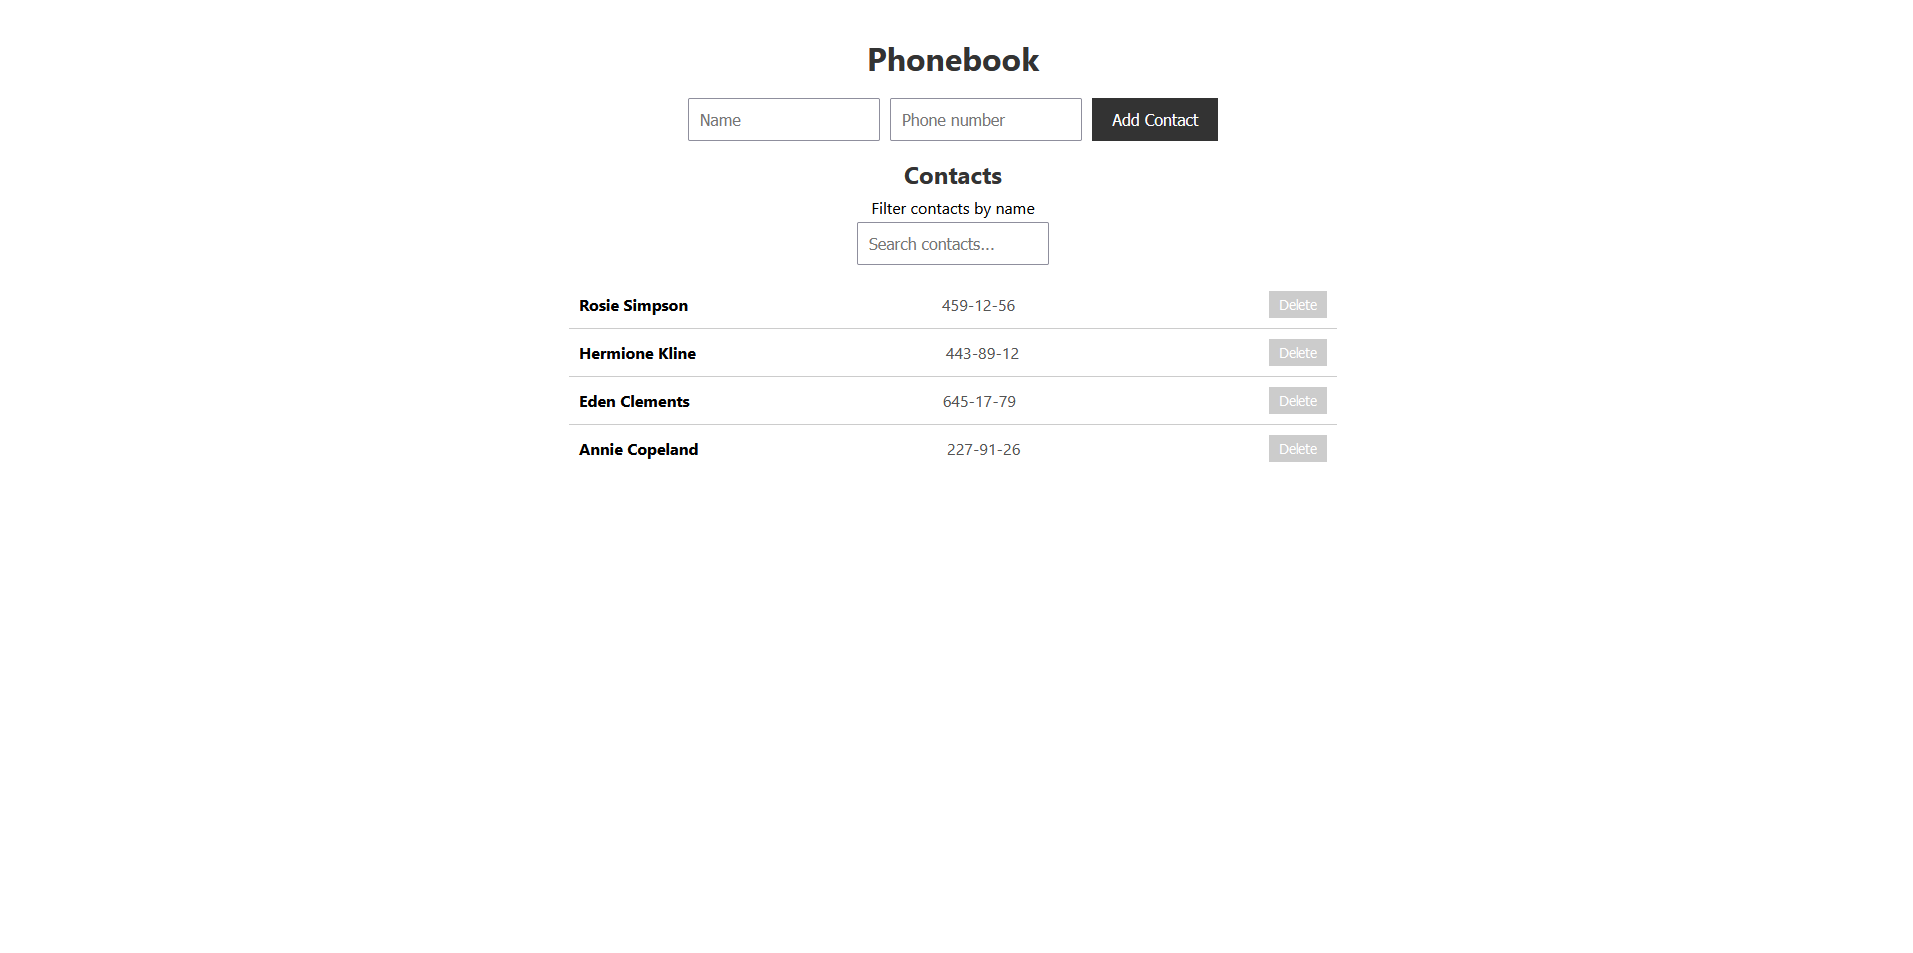 Phonebook
Name Phone number Add Contact
Contacts
Filter contacts by name
Search contacts...
Rosie Simpson 459-12-56 Delete
Hermione Kline 443-89-12 Delete
Eden Clements 645-17-79 Delete
Annie Copeland 227-91-26 Delete